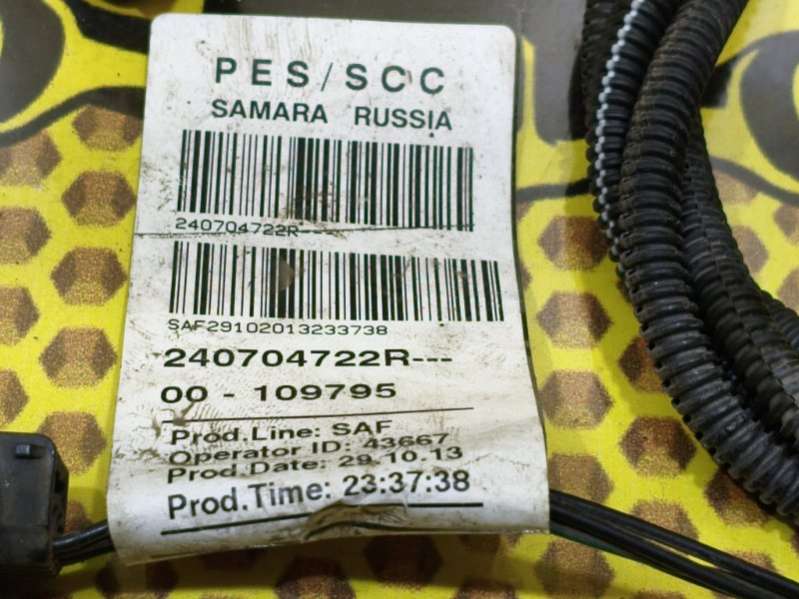 PES/SCC
SAMARA RUSSIA
240704722R---
SAF29102013233738
240704722R---
00 - 109795
Prod.Line: SAF
Operator ID: 43667
Prod.Date: 29.10.13
Prod.Time: 23:37:38